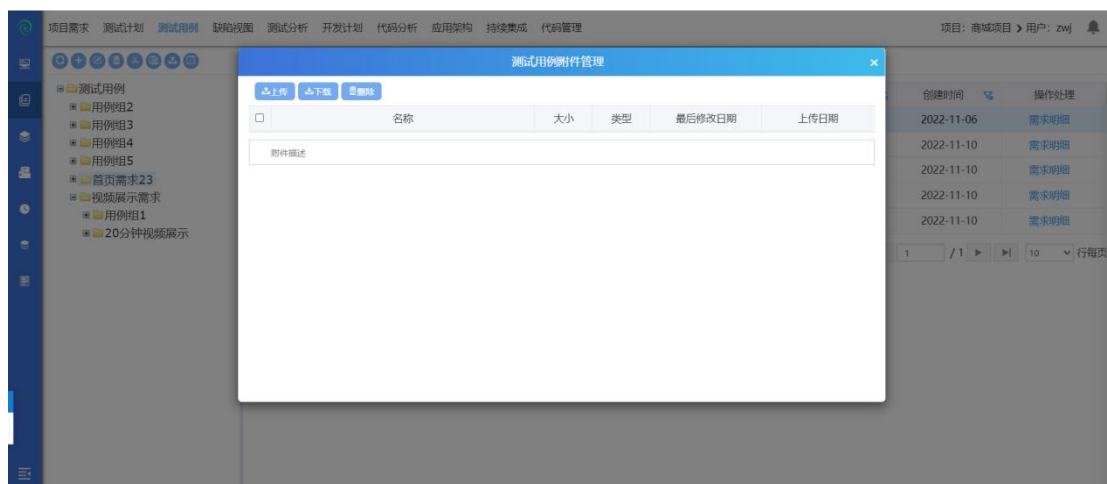 项目需求 测试计划 测试用例 缺陷视图 测试分析 开发计划 代码分析 应用架构 持续集成 代码管理 项目：商城项目 用户：zwj
测试用例附件管理 ×
上传 下载 删除
名称 大小 类型 最后修改日期 上传日期
附件描述
测试用例
用例组2
用例组3
用例组4
用例组5
首页需求23
视频展示需求
用例组1
20分钟视频展示
创建时间 操作处理
2022-11-06 需求明细
2022-11-10 需求明细
2022-11-10 需求明细
2022-11-10 需求明细
2022-11-10 需求明细
1 / 1 10 行每页